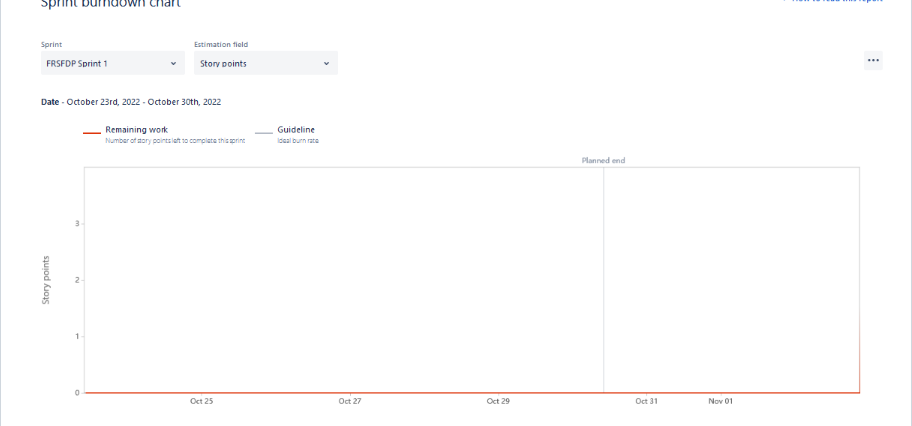 Sprint burndown chart
How to read this report
Sprint
Estimation field
FRSFDP Sprint 1
Story points
Date - October 23rd, 2022 - October 30th, 2022
Remaining work
Guideline
Number of story points left to complete this sprint
Ideal burn rate
Planned end
3
Story points
2
1
0
Oct 25
Oct 27
Oct 29
Oct 31
Nov 01